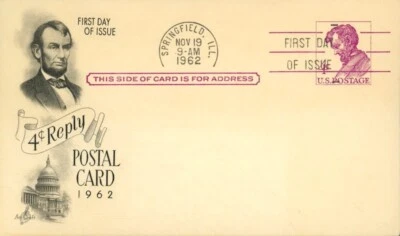 FIRST DAY
OF ISSUE
SPRINGFIELD, ILL.
NOV 19
9-AM
1962
FIRST DAY
OF ISSUE
U.S. POSTAGE
THIS SIDE OF CARD IS FOR ADDRESS
4¢ Reply
POSTAL
CARD
1962